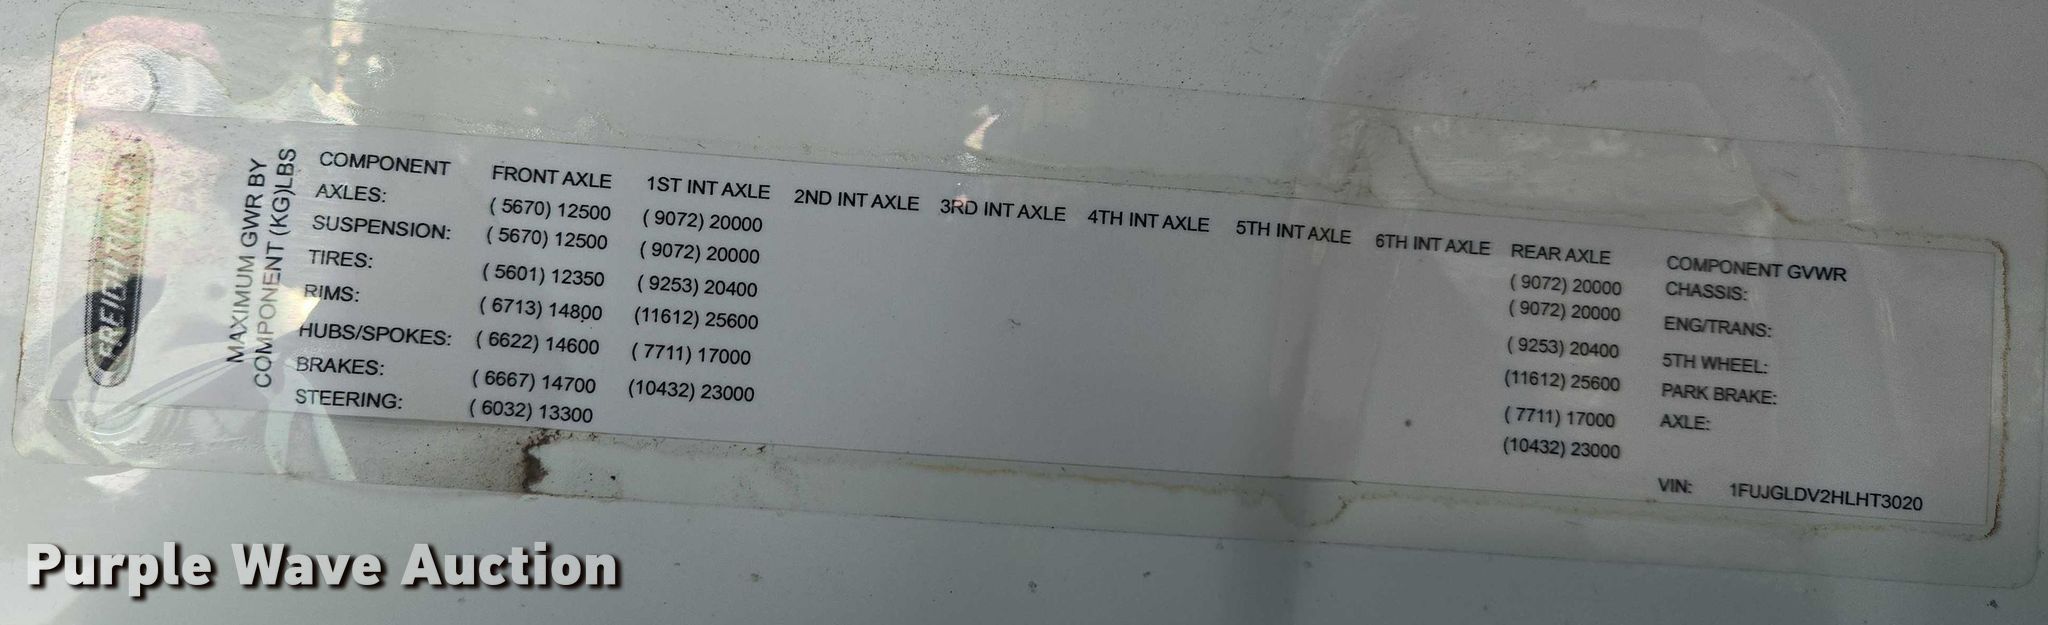 FREIGHTLINER
MAXIMUM GWR BY
COMPONENT (KG)LBS
COMPONENT FRONT AXLE 1ST INT AXLE 2ND INT AXLE 3RD INT AXLE 4TH INT AXLE 5TH INT AXLE 6TH INT AXLE REAR AXLE COMPONENT GVWR
AXLES: ( 5670) 12500 ( 9072) 20000 ( 9072) 20000 CHASSIS:
SUSPENSION: ( 5670) 12500 ( 9072) 20000 ( 9072) 20000 ENG/TRANS:
TIRES: ( 5601) 12350 ( 9253) 20400 ( 9253) 20400 5TH WHEEL:
RIMS: ( 6713) 14800 (11612) 25600 (11612) 25600 PARK BRAKE:
HUBS/SPOKES: ( 6622) 14600 ( 7711) 17000 ( 7711) 17000 AXLE:
BRAKES: ( 6667) 14700 (10432) 23000 (10432) 23000
STEERING: ( 6032) 13300
VIN: 1FUJGLDV2HLHT3020
Purple Wave Auction